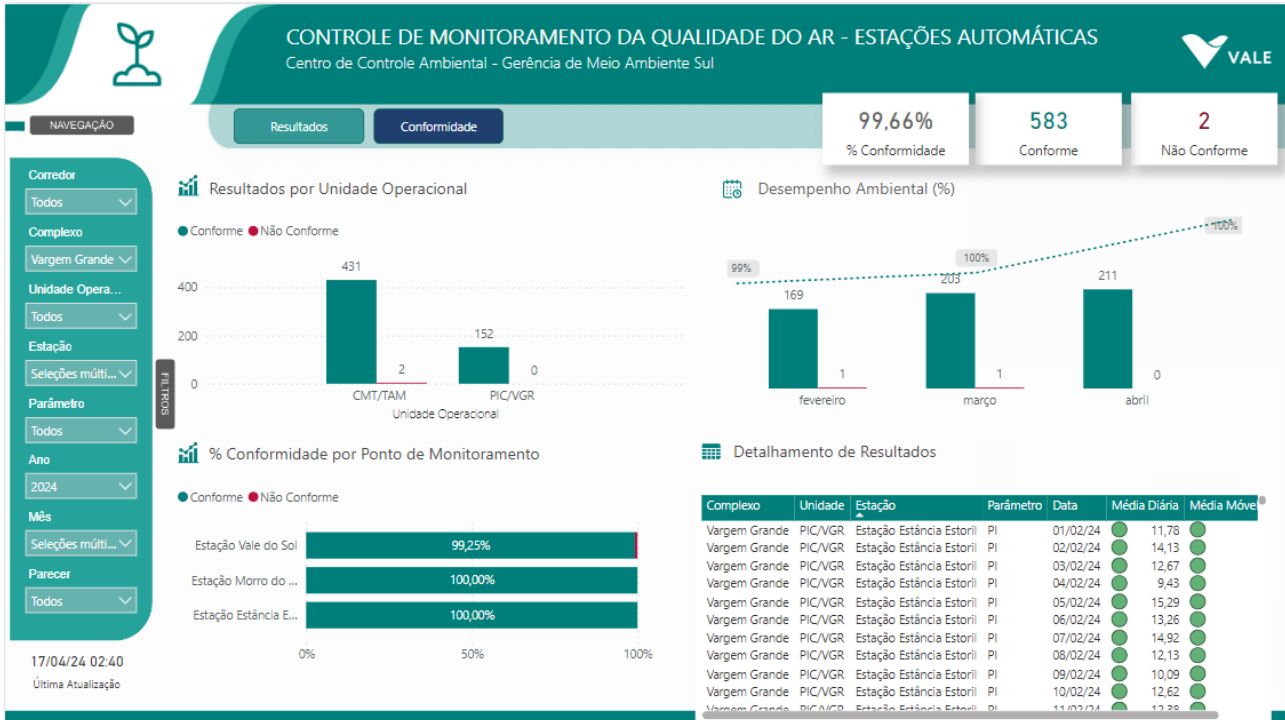 CONTROLE DE MONITORAMENTO DA QUALIDADE DO AR - ESTAÇÕES AUTOMÁTICAS
Centro de Controle Ambiental - Gerência de Meio Ambiente Sul
VALE
NAVEGAÇÃO
Resultados
Conformidade
99,66%
% Conformidade
583
Conforme
2
Não Conforme
Corredor
Todos
Complexo
Vargem Grande
Unidade Opera...
Todos
Estação
Seleções múlti...
Parâmetro
Todos
Ano
2024
Mês
Seleções múlti...
Parecer
Todos
17/04/24 02:40
Última Atualização
FILTROS
Resultados por Unidade Operacional
Conforme Não Conforme
431
400
200
152
2
0
0
CMT/TAM PIC/VGR
Unidade Operacional
Desempenho Ambiental (%)
99% 100% 100%
169 203 211
1 1 0
fevereiro março abril
% Conformidade por Ponto de Monitoramento
Conforme Não Conforme
Estação Vale do Sol 99,25%
Estação Morro do ... 100,00%
Estação Estância E... 100,00%
0% 50% 100%
Detalhamento de Resultados
Complexo Unidade Estação Parâmetro Data Média Diária Média Móvel
Vargem Grande PIC/VGR Estação Estância Estoril PI 01/02/24 11,78
Vargem Grande PIC/VGR Estação Estância Estoril PI 02/02/24 14,13
Vargem Grande PIC/VGR Estação Estância Estoril PI 03/02/24 12,67
Vargem Grande PIC/VGR Estação Estância Estoril PI 04/02/24 9,43
Vargem Grande PIC/VGR Estação Estância Estoril PI 05/02/24 15,29
Vargem Grande PIC/VGR Estação Estância Estoril PI 06/02/24 13,26
Vargem Grande PIC/VGR Estação Estância Estoril PI 07/02/24 14,92
Vargem Grande PIC/VGR Estação Estância Estoril PI 08/02/24 12,13
Vargem Grande PIC/VGR Estação Estância Estoril PI 09/02/24 10,09
Vargem Grande PIC/VGR Estação Estância Estoril PI 10/02/24 12,62
Vargem Grande PIC/VGR Estação Estância Estoril PI 11/02/24 12,38